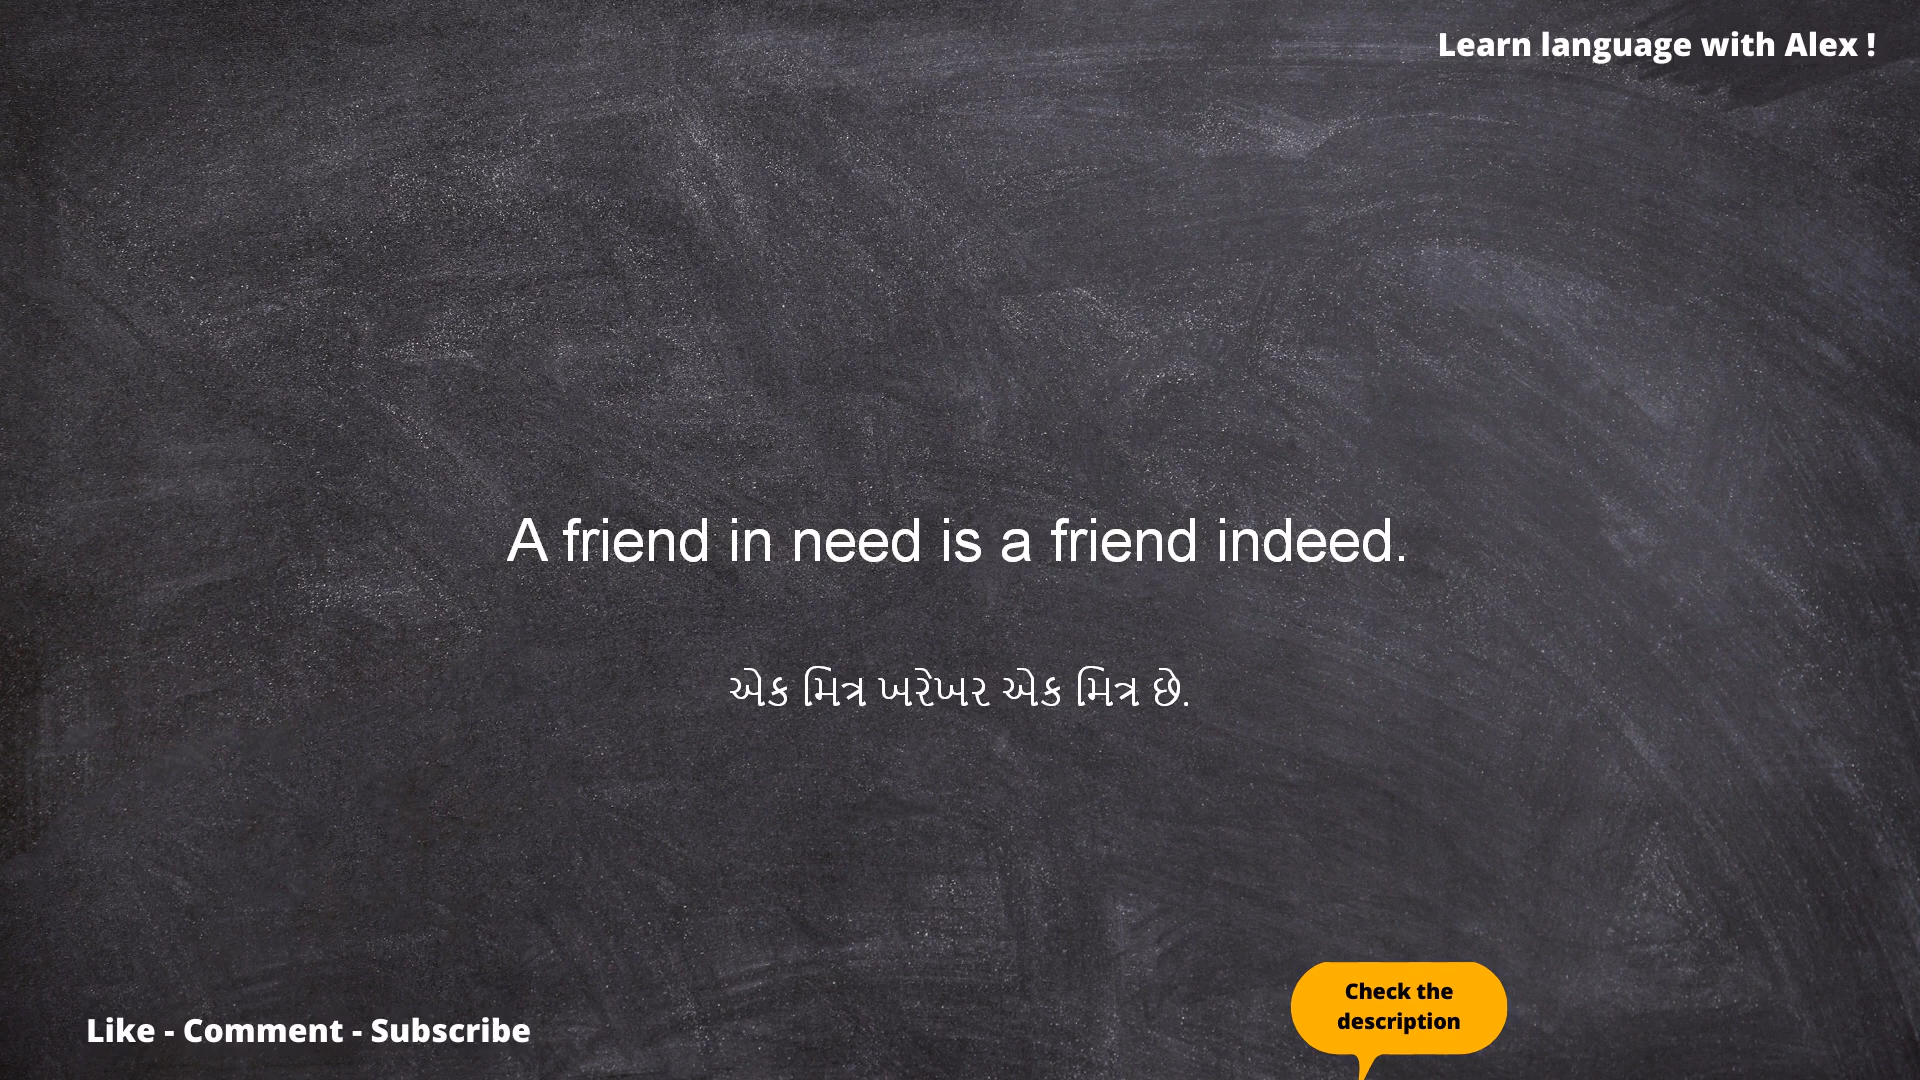 Learn language with Alex !
A friend in need is a friend indeed.
એક મિત્ર ખરેખર એક મિત્ર છે.
Like - Comment - Subscribe
Check the
description